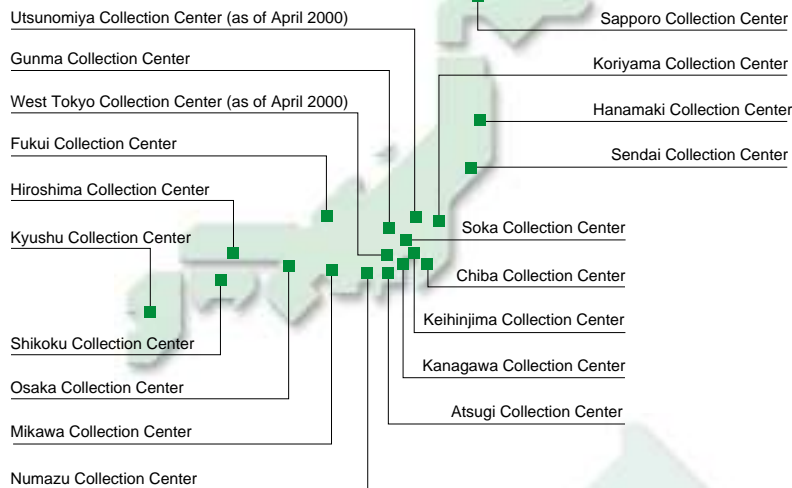 Utsunomiya Collection Center (as of April 2000)
Gunma Collection Center
West Tokyo Collection Center (as of April 2000)
Fukui Collection Center
Hiroshima Collection Center
Kyushu Collection Center
Shikoku Collection Center
Osaka Collection Center
Mikawa Collection Center
Numazu Collection Center
Sapporo Collection Center
Koriyama Collection Center
Hanamaki Collection Center
Sendai Collection Center
Soka Collection Center
Chiba Collection Center
Keihinjima Collection Center
Kanagawa Collection Center
Atsugi Collection Center